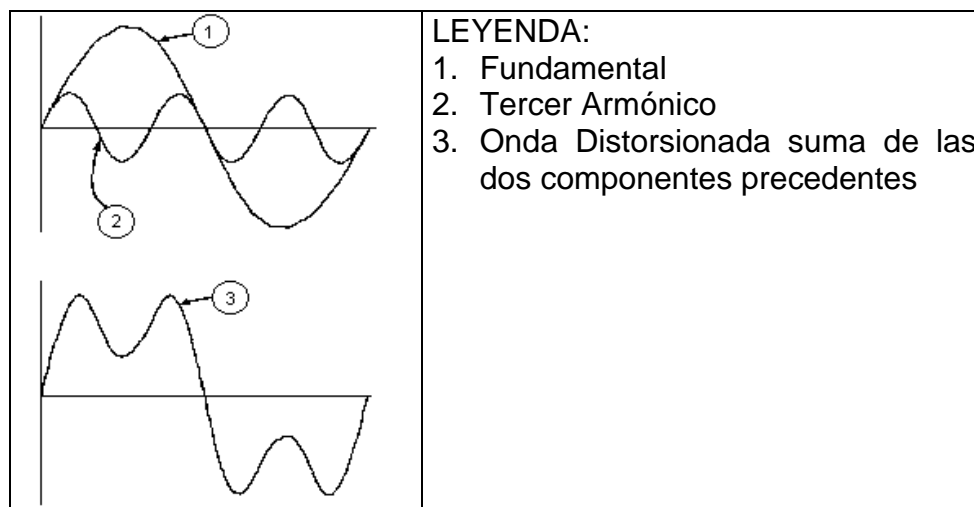 1
2
3
LEYENDA:
1. Fundamental
2. Tercer Armónico
3. Onda Distorsionada suma de las
dos componentes precedentes